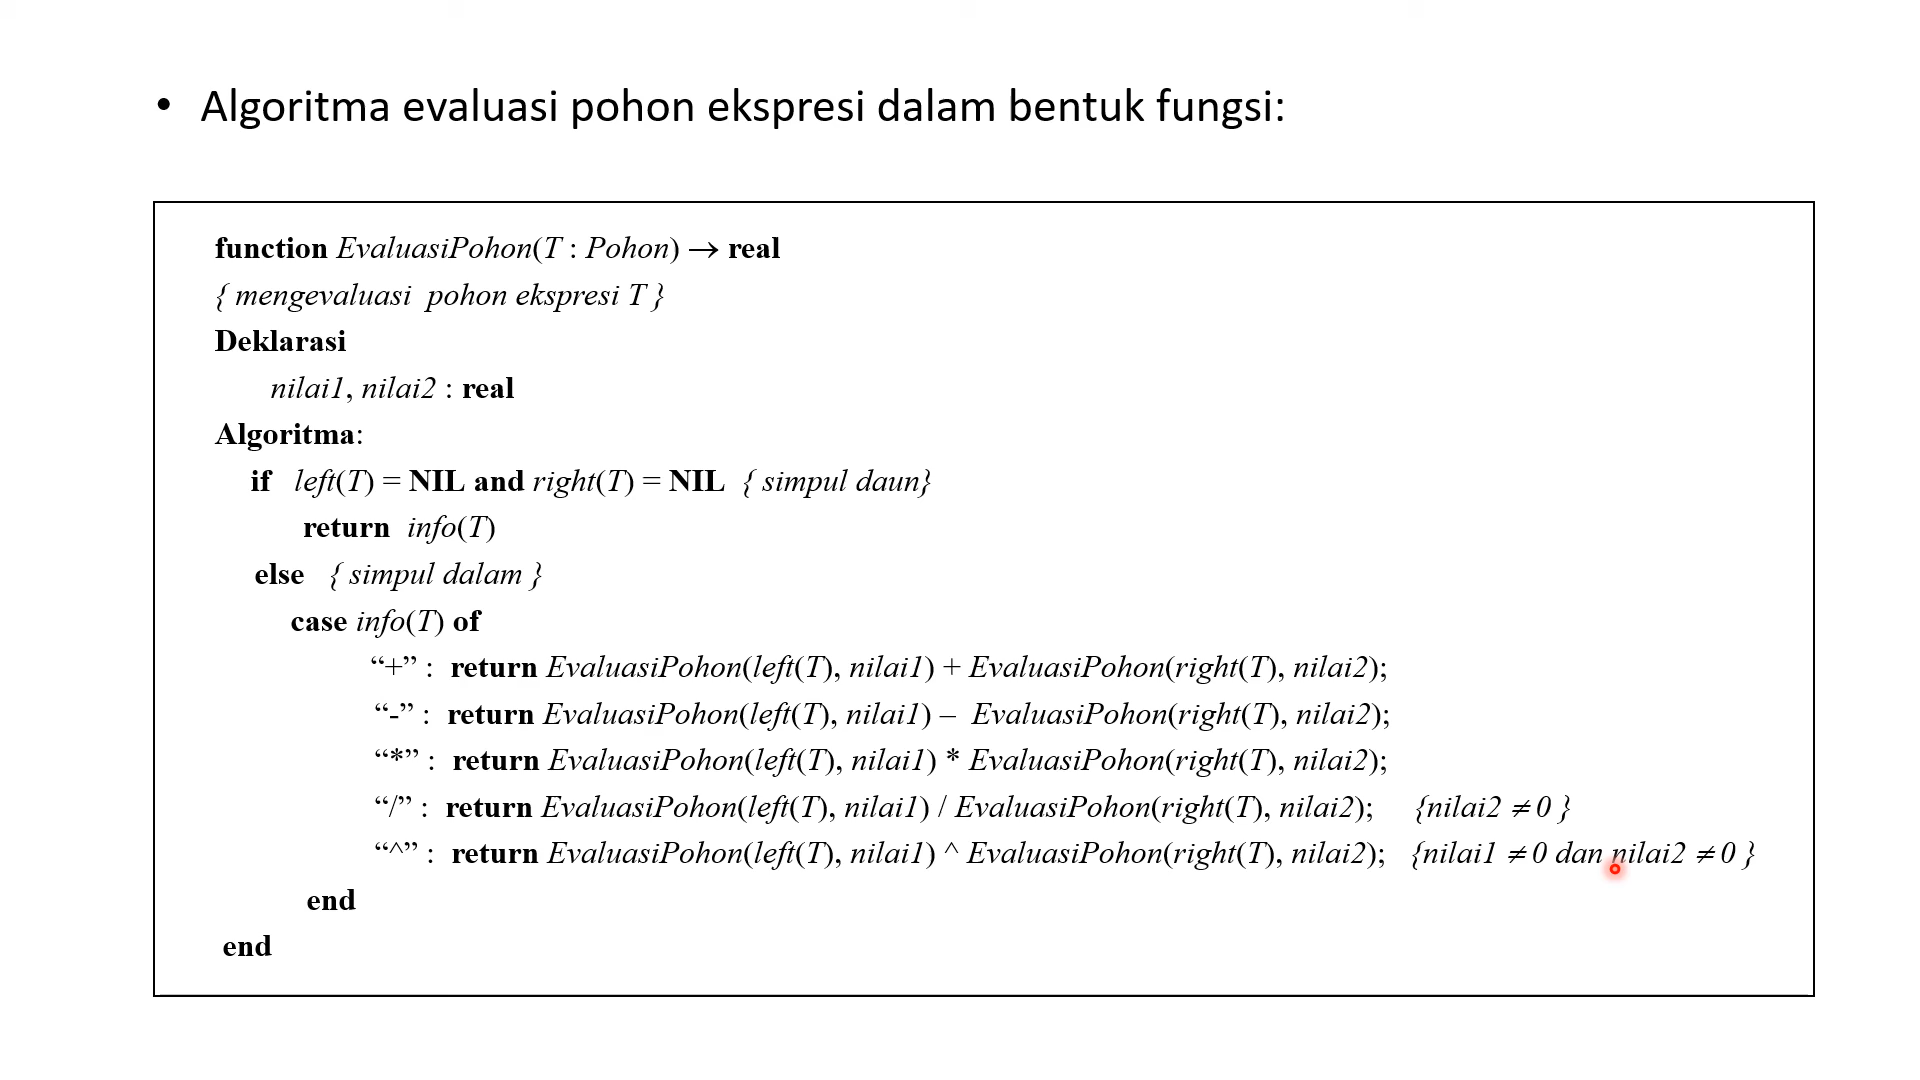 • Algoritma evaluasi pohon ekspresi dalam bentuk fungsi:
function EvaluasiPohon(T : Pohon) → real
{ mengevaluasi pohon ekspresi T }
Deklarasi
nilai1, nilai2 : real
Algoritma:
if left(T) = NIL and right(T) = NIL { simpul daun}
return info(T)
else { simpul dalam }
case info(T) of
“+” : return EvaluasiPohon(left(T), nilai1) + EvaluasiPohon(right(T), nilai2);
“-” : return EvaluasiPohon(left(T), nilai1) – EvaluasiPohon(right(T), nilai2);
“*” : return EvaluasiPohon(left(T), nilai1) * EvaluasiPohon(right(T), nilai2);
“/” : return EvaluasiPohon(left(T), nilai1) / EvaluasiPohon(right(T), nilai2); {nilai2 ≠ 0 }
“^” : return EvaluasiPohon(left(T), nilai1) ^ EvaluasiPohon(right(T), nilai2); {nilai1 ≠ 0 dan nilai2 ≠ 0 }
end
end